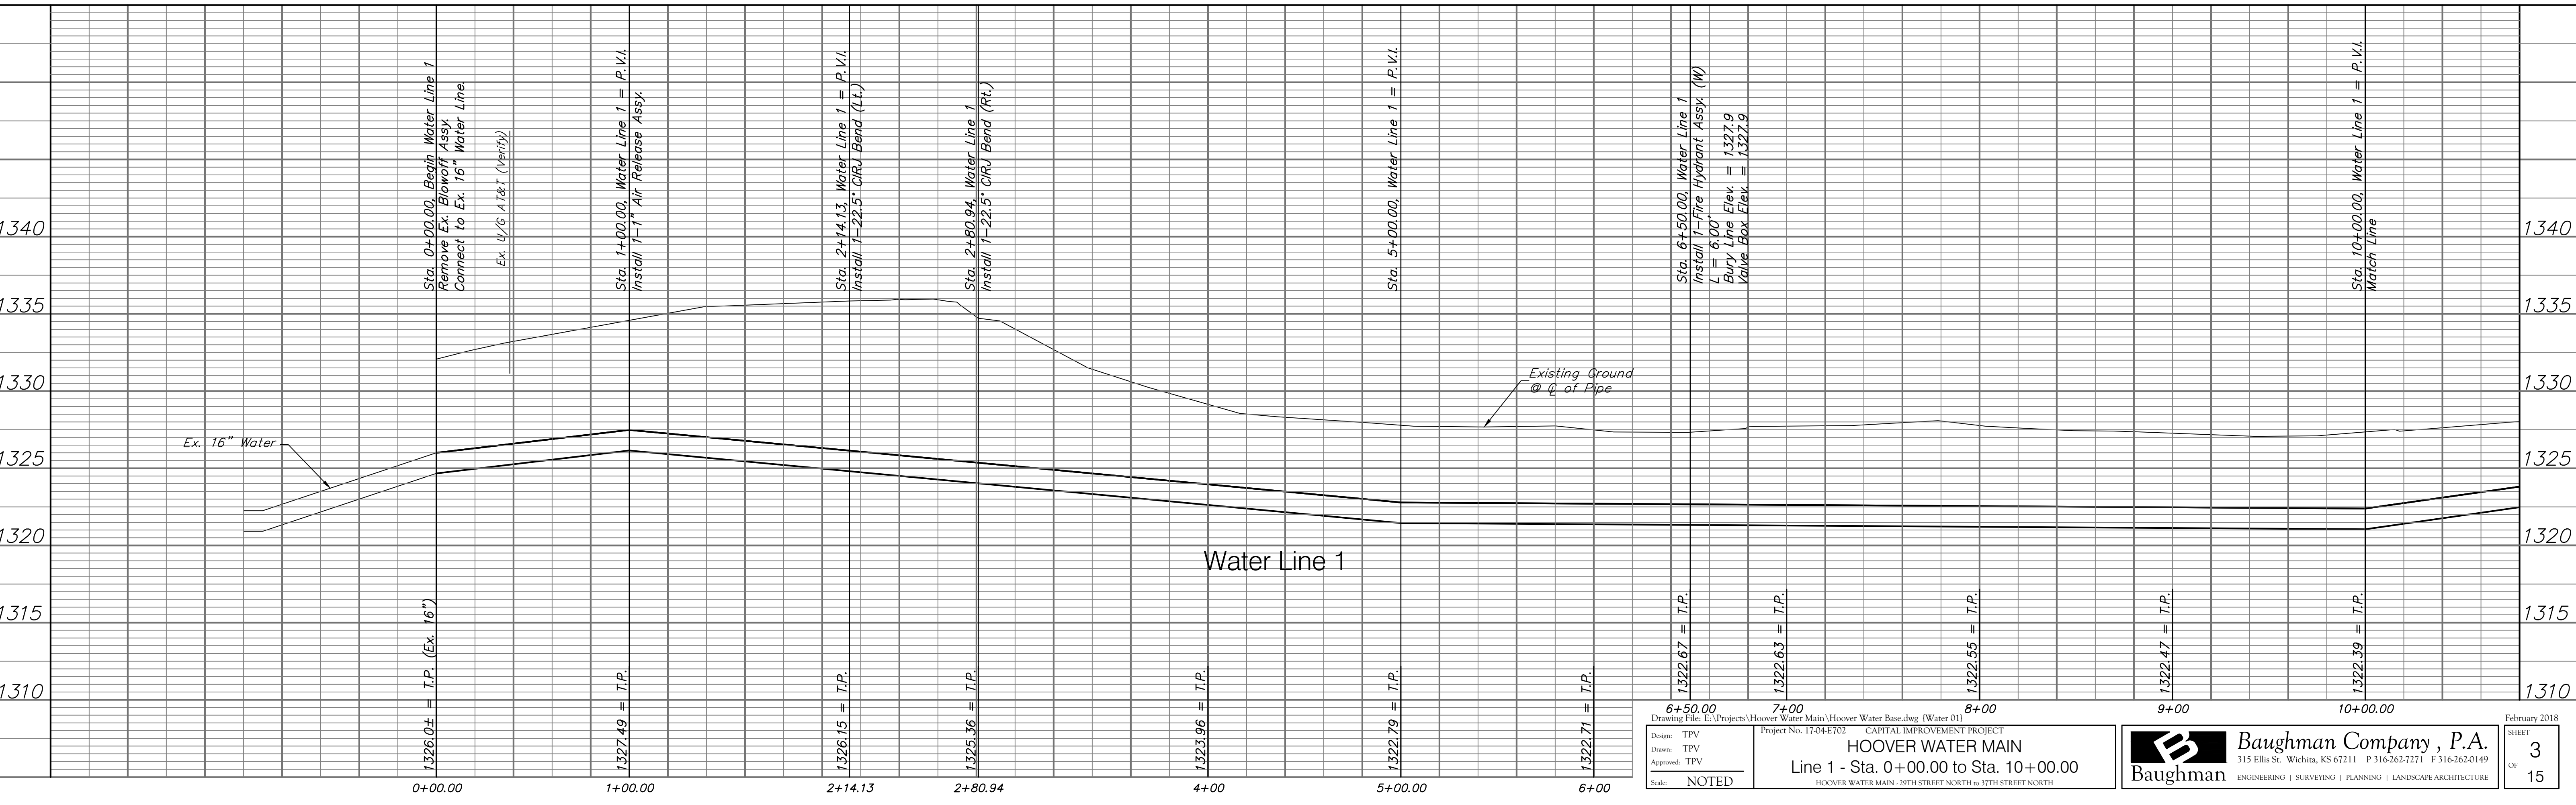 Sta. 0+00.00, Begin Water Line 1
Remove Ex. Blowoff Assy.
Connect to Ex. 16" Water Line.
Ex. U/G AT&T (Verify)
Sta. 1+00.00, Water Line 1 = P.V.I.
Install 1-1" Air Release Assy.
Sta. 2+14.13, Water Line 1 = P.V.I.
Install 1-22.5° CIRJ Bend (Lt.)
Sta. 2+80.94, Water Line 1
Install 1-22.5° CIRJ Bend (Rt.)
Sta. 5+00.00, Water Line 1 = P.V.I.
Sta. 6+50.00, Water Line 1
Install 1-Fire Hydrant Assy. (W)
L = 6.00'
Bury Line Elev. = 1327.9
Valve Box Elev. = 1327.9
Sta. 10+00.00, Water Line 1 = P.V.I.
Match Line
1340
1335
1330
1325
1320
1315
1310
1340
1335
1330
1325
1320
1315
1310
Ex. 16" Water
Existing Ground
@ ℄ of Pipe
Water Line 1
1326.0± = T.P. (Ex. 16")
1327.49 = T.P.
1326.15 = T.P.
1325.36 = T.P.
1323.96 = T.P.
1322.79 = T.P.
1322.71 = T.P.
1322.67 = T.P.
1322.63 = T.P.
1322.55 = T.P.
1322.47 = T.P.
1322.39 = T.P.
0+00.00
1+00.00
2+14.13
2+80.94
4+00
5+00.00
6+00
6+50.00
7+00
8+00
9+00
10+00.00
Drawing File: E:\Projects\Hoover Water Main\Hoover Water Base.dwg [Water 01]
February 2018
Design: TPV
Drawn: TPV
Approved: TPV
Scale: NOTED
Project No. 17-04-E702 CAPITAL IMPROVEMENT PROJECT
HOOVER WATER MAIN
Line 1 - Sta. 0+00.00 to Sta. 10+00.00
HOOVER WATER MAIN - 29TH STREET NORTH to 37TH STREET NORTH
Baughman
Baughman Company, P.A.
315 Ellis St. Wichita, KS 67211 P 316-262-7271 F 316-262-0149
ENGINEERING | SURVEYING | PLANNING | LANDSCAPE ARCHITECTURE
SHEET
3
OF
15